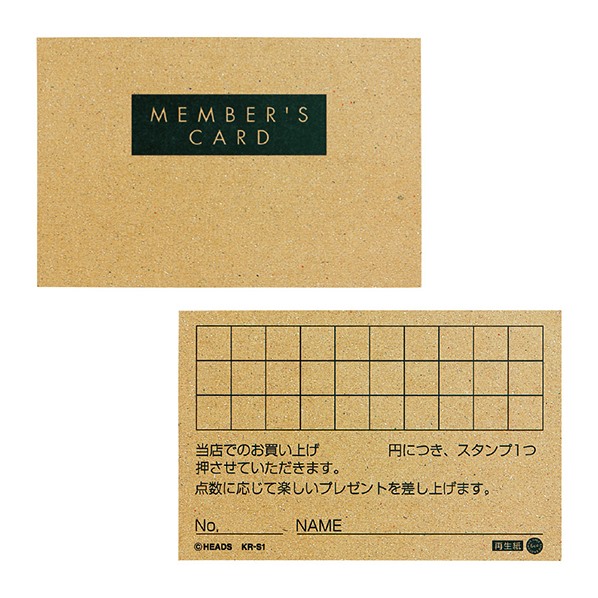 MEMBER'S
CARD
当店でのお買い上げ 円につき、スタンプ1つ
押させていただきます。
点数に応じて楽しいプレゼントを差し上げます。
No. NAME
©HEADS KR-S1 再生紙